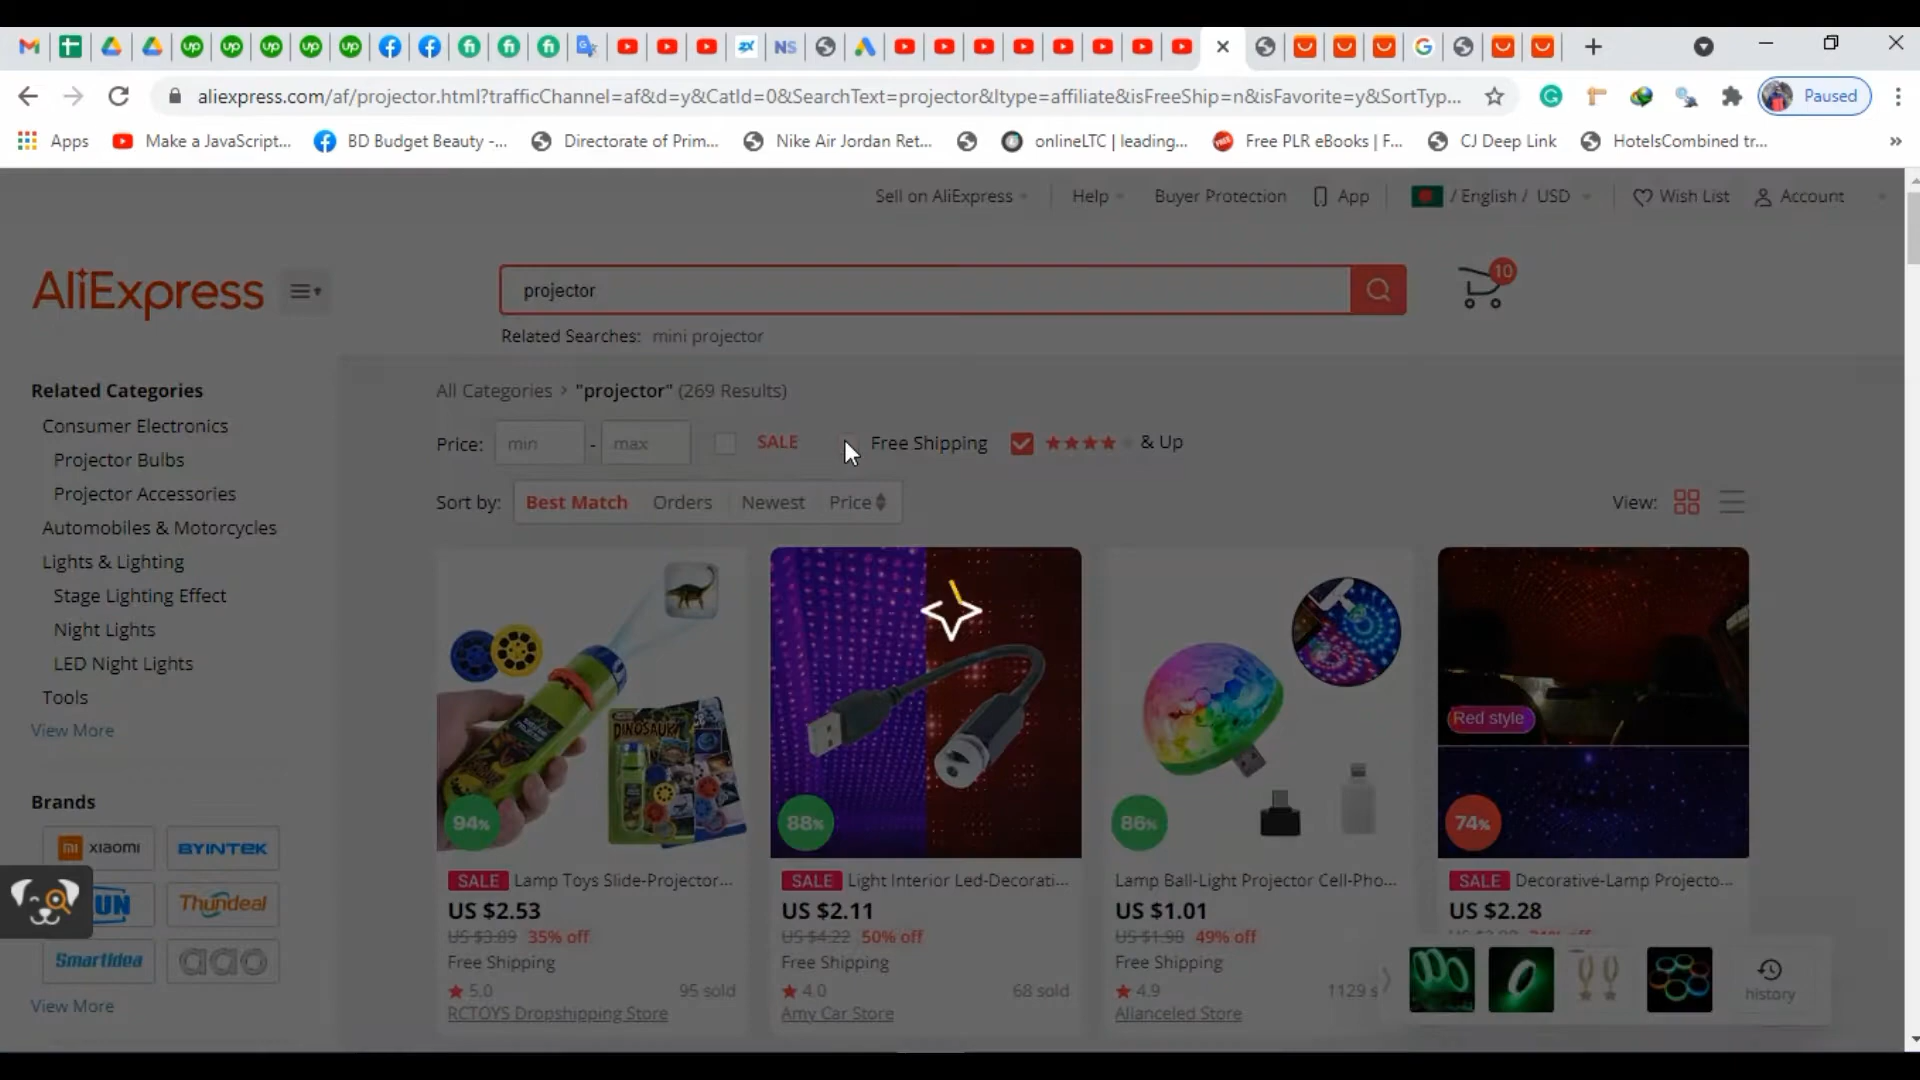 NS
aliexpress.com/af/projector.html?trafficChannel=af&d=y&CatId=0&SearchText=projector&ltype=affiliate&isFreeShip=n&isFavorite=y&SortTyp...
Paused
Apps
Make a JavaScript...
BD Budget Beauty -...
Directorate of Prim...
Nike Air Jordan Ret...
onlineLTC | leading...
Free PLR eBooks | F...
CJ Deep Link
HotelsCombined tr...
»
Sell on AliExpress
Help
Buyer Protection
App
/ English / USD
Wish List
Account
AliExpress
projector
10
Related Searches: mini projector
All Categories > "projector" (269 Results)
Price: min - max SALE Free Shipping & Up
Sort by: Best Match Orders Newest Price
View:
Related Categories
Consumer Electronics
Projector Bulbs
Projector Accessories
Automobiles & Motorcycles
Lights & Lighting
Stage Lighting Effect
Night Lights
LED Night Lights
Tools
View More
Brands
xiaomi
BYINTEK
UN
Thundeal
Smartldea
aao
View More
DINOSAUR
94%
SALE Lamp Toys Slide-Projector...
US $2.53
US $3.89 35% off
Free Shipping
5.0 95 sold
RCTOYS Dropshipping Store
88%
SALE Light Interior Led-Decorati...
US $2.11
US $4.22 50% off
Free Shipping
4.0 68 sold
Amy Car Store
86%
Lamp Ball-Light Projector Cell-Pho...
US $1.01
US $1.98 49% off
Free Shipping
4.9 1129 s
Alianceled Store
Red style
74%
SALE Decorative-Lamp Projecto...
US $2.28
history